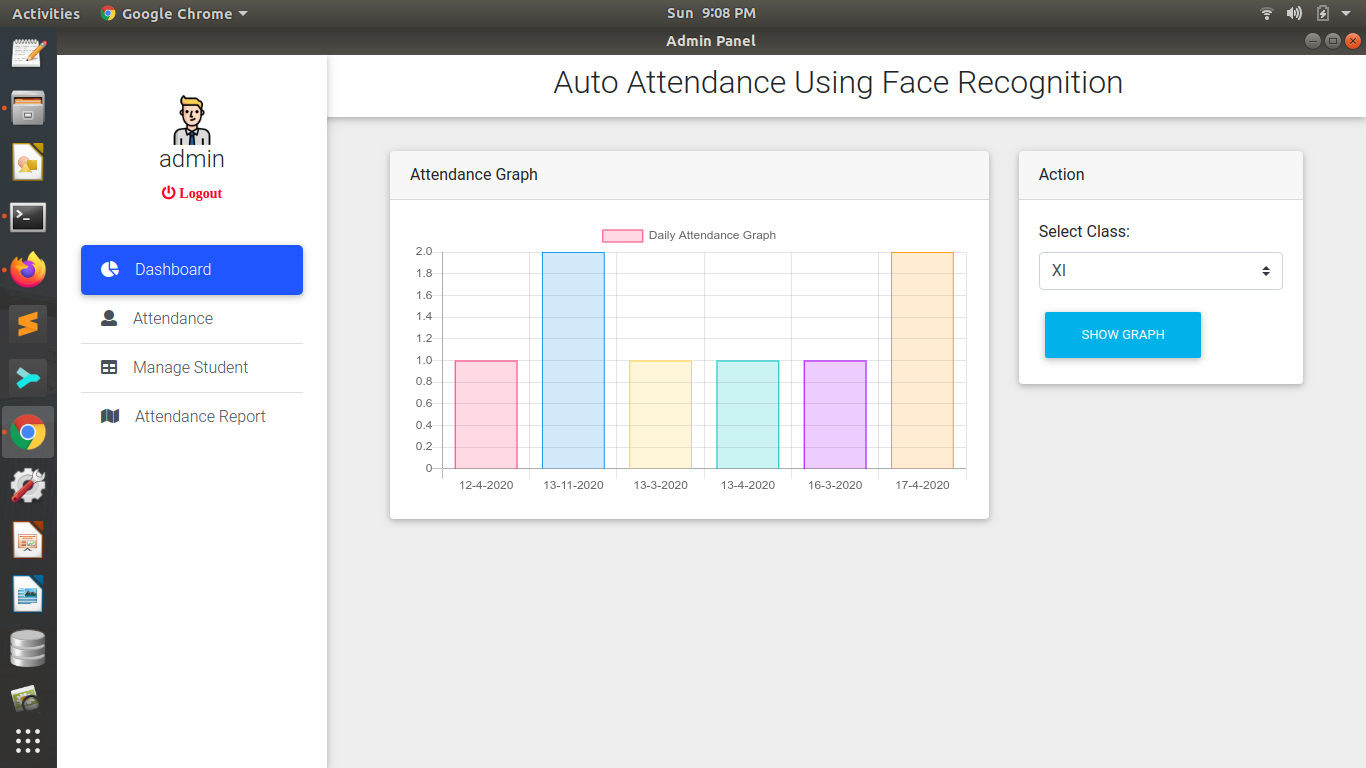 Activities Google Chrome Sun 9:08 PM
Admin Panel
Auto Attendance Using Face Recognition
admin
Logout
Dashboard
Attendance
Manage Student
Attendance Report
Attendance Graph
Daily Attendance Graph
2.0
1.8
1.6
1.4
1.2
1.0
0.8
0.6
0.4
0.2
0
12-4-2020 13-11-2020 13-3-2020 13-4-2020 16-3-2020 17-4-2020
Action
Select Class:
XI
SHOW GRAPH